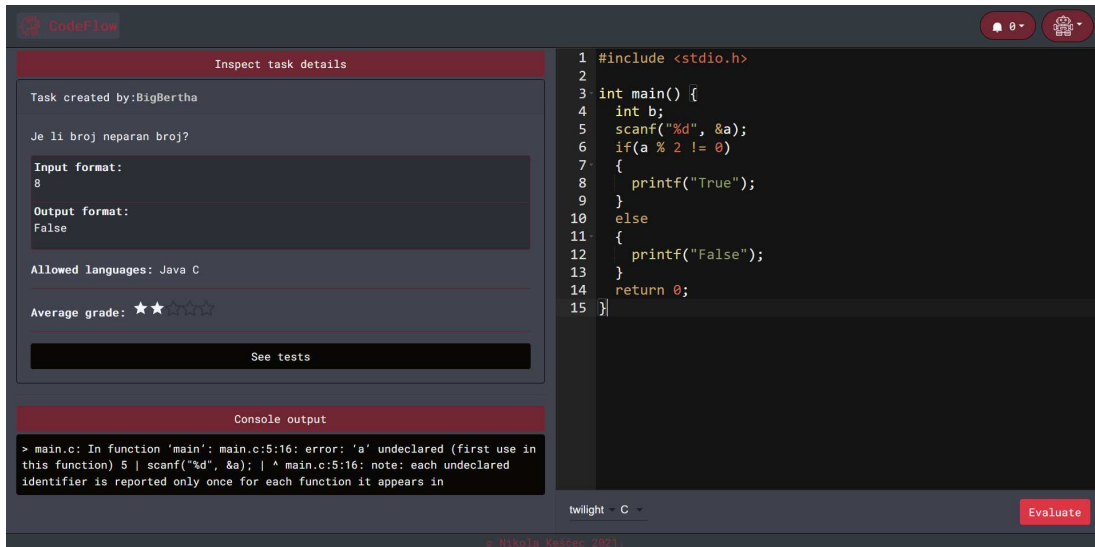 CodeFlow
0
Inspect task details
Task created by:BigBertha
Je li broj neparan broj?
Input format:
8
Output format:
False
Allowed languages: Java C
Average grade:
See tests
Console output
> main.c: In function ‘main’: main.c:5:16: error: ‘a’ undeclared (first use in
this function) 5 | scanf("%d", &a); | ^ main.c:5:16: note: each undeclared
identifier is reported only once for each function it appears in
1 #include <stdio.h>
2
3 int main() {
4 int b;
5 scanf("%d", &a);
6 if(a % 2 != 0)
7 {
8 printf("True");
9 }
10 else
11 {
12 printf("False");
13 }
14 return 0;
15 }
twilight C
Evaluate
© Nikola Keščec 2021.